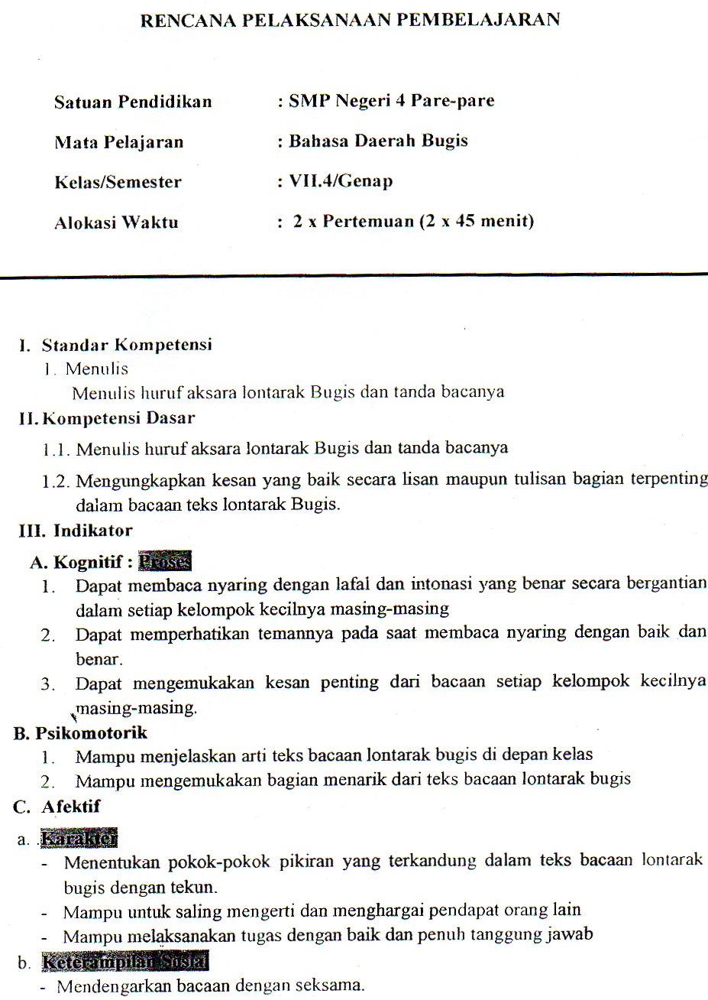 RENCANA PELAKSANAAN PEMBELAJARAN
Satuan Pendidikan : SMP Negeri 4 Pare-pare
Mata Pelajaran : Bahasa Daerah Bugis
Kelas/Semester : VII.4/Genap
Alokasi Waktu : 2 x Pertemuan (2 x 45 menit)
I. Standar Kompetensi
1. Menulis
Menulis huruf aksara lontarak Bugis dan tanda bacanya
II. Kompetensi Dasar
1.1. Menulis huruf aksara lontarak Bugis dan tanda bacanya
1.2. Mengungkapkan kesan yang baik secara lisan maupun tulisan bagian terpenting
dalam bacaan teks lontarak Bugis.
III. Indikator
A. Kognitif : Proses
1. Dapat membaca nyaring dengan lafal dan intonasi yang benar secara bergantian
dalam setiap kelompok kecilnya masing-masing
2. Dapat memperhatikan temannya pada saat membaca nyaring dengan baik dan
benar.
3. Dapat mengemukakan kesan penting dari bacaan setiap kelompok kecilnya
masing-masing.
B. Psikomotorik
1. Mampu menjelaskan arti teks bacaan lontarak bugis di depan kelas
2. Mampu mengemukakan bagian menarik dari teks bacaan lontarak bugis
C. Afektif
a. Karakter
- Menentukan pokok-pokok pikiran yang terkandung dalam teks bacaan lontarak
bugis dengan tekun.
- Mampu untuk saling mengerti dan menghargai pendapat orang lain
- Mampu melaksanakan tugas dengan baik dan penuh tanggung jawab
b. Keterampilan Sosial
- Mendengarkan bacaan dengan seksama.